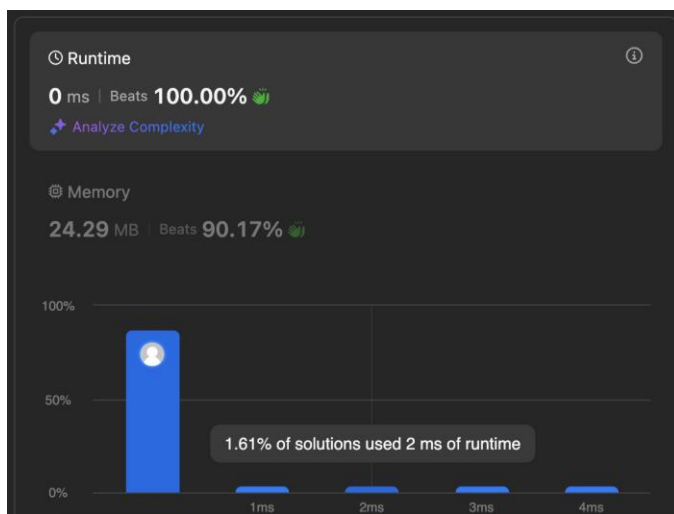 Runtime
0 ms | Beats 100.00%
Analyze Complexity
Memory
24.29 MB | Beats 90.17%
100%
50%
1.61% of solutions used 2 ms of runtime
0%
1ms 2ms 3ms 4ms